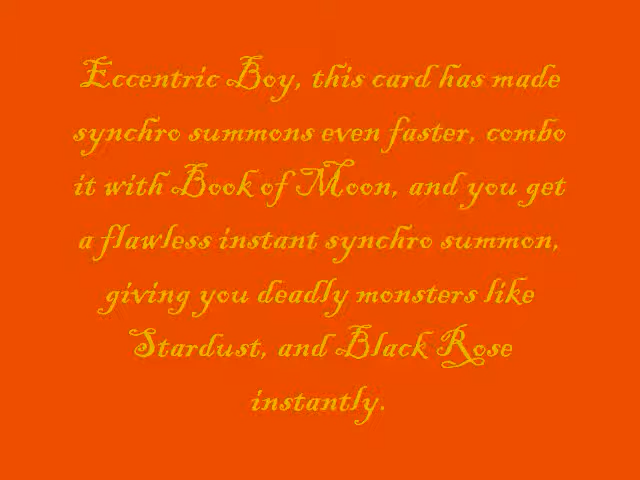 Eccentric Boy, this card has made
synchro summons even faster, combo
it with Book of Moon, and you get
a flawless instant synchro summon,
giving you deadly monsters like
Stardust, and Black Rose
instantly.